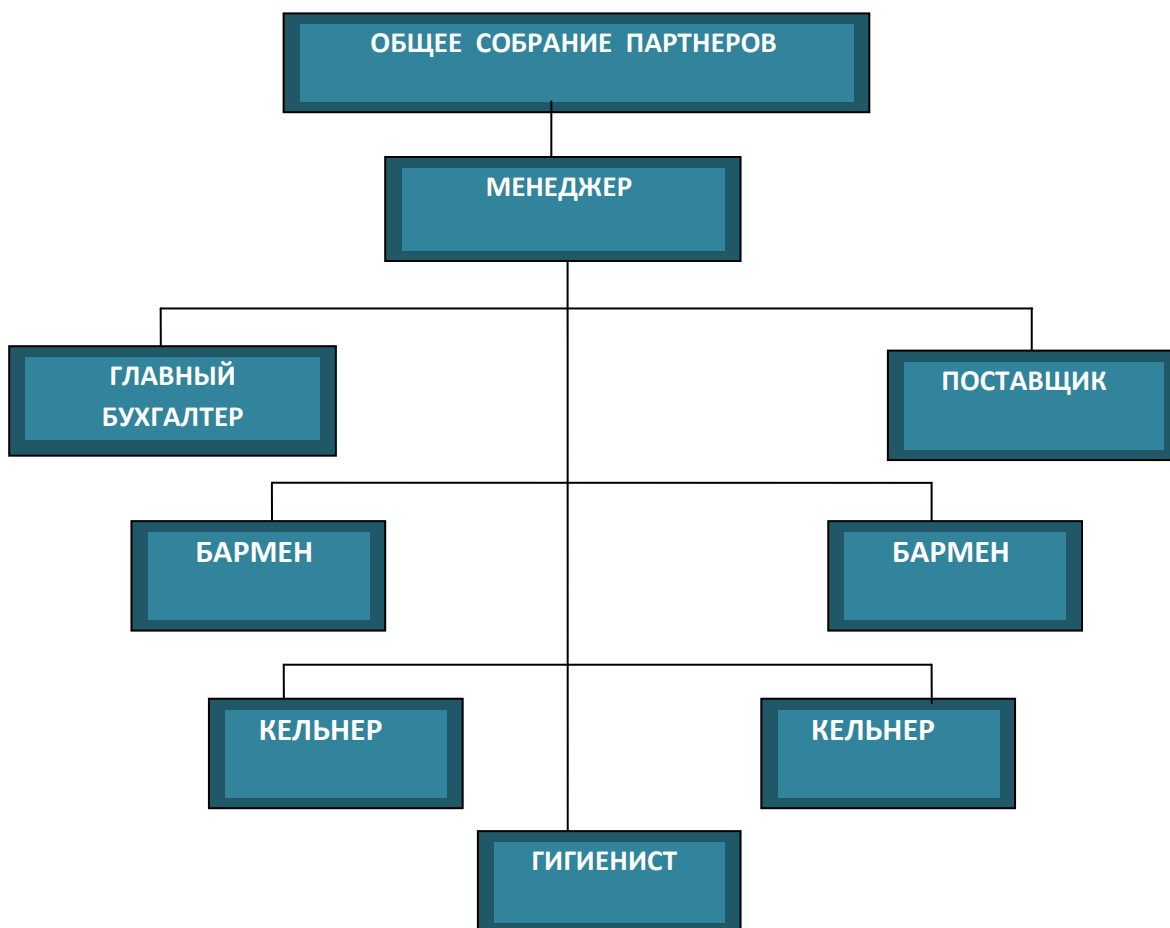 ОБЩЕЕ СОБРАНИЕ ПАРТНЕРОВ
МЕНЕДЖЕР
ГЛАВНЫЙ
БУХГАЛТЕР
ПОСТАВЩИК
БАРМЕН
БАРМЕН
КЕЛЬНЕР
КЕЛЬНЕР
ГИГИЕНИСТ